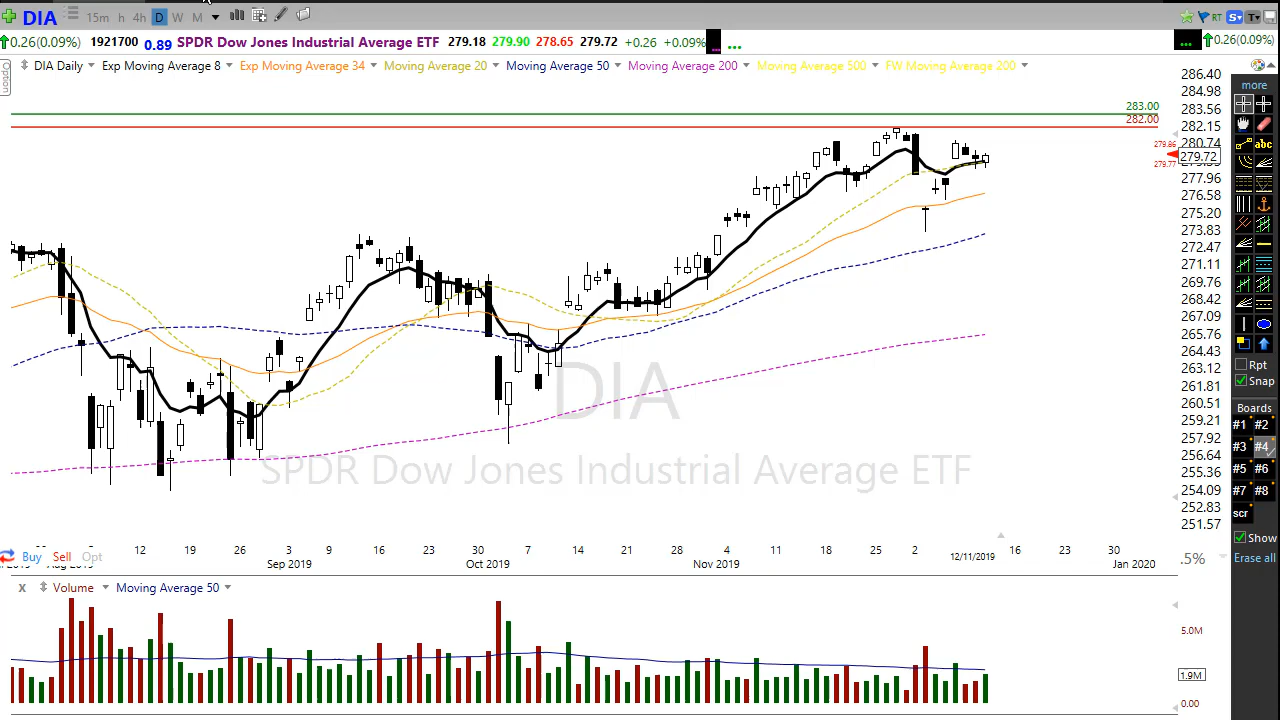 DIA 15m h 4h D W M RT S T
0.26(0.09%) 1921700 0.89 SPDR Dow Jones Industrial Average ETF 279.18 279.90 278.65 279.72 +0.26 +0.09% ... ... ... 0.26(0.09%)
DIA Daily Exp Moving Average 8 Exp Moving Average 34 Moving Average 20 Moving Average 50 Moving Average 200 Moving Average 500 FW Moving Average 200
Option
286.40
284.98
283.56
282.15
280.74
279.72
277.96
276.58
275.20
273.83
272.47
271.11
269.76
268.42
267.09
265.76
264.43
263.12
261.81
260.51
259.21
257.92
256.64
255.36
254.09
252.83
251.57
283.00
282.00
279.86
279.77
DIA
SPDR Dow Jones Industrial Average ETF
more
abc
Rpt
Snap
Boards
#1 #2
#3 #4
#5 #6
#7 #8
scr
Show
Erase all
Buy Sell Opt
12 19 26 3 9 16 23 30 7 14 21 28 4 11 18 25 2 12/11/2019 16 23 30
Sep 2019 Oct 2019 Nov 2019 Jan 2020
.5%
X Volume Moving Average 50
5.0M
1.9M
0.00